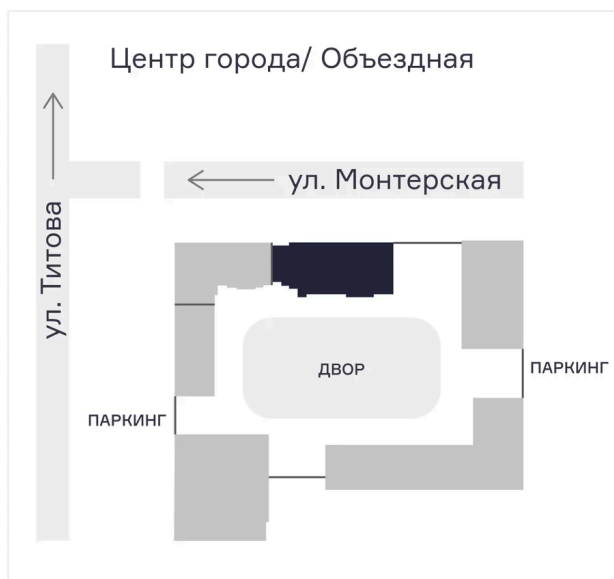 Центр города/ Объездная
ул. Монтерская
ул. Титова
ДВОР
ПАРКИНГ
ПАРКИНГ